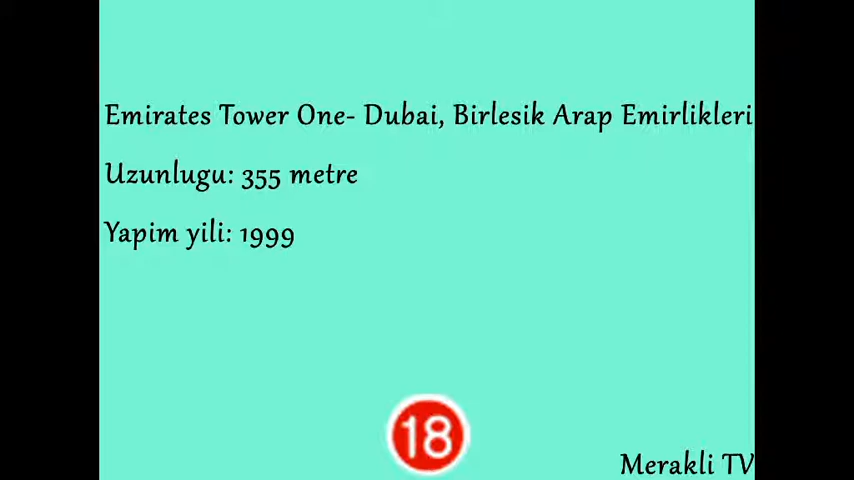 Emirates Tower One- Dubai, Birlesik Arap Emirlikleri
Uzunlugu: 355 metre
Yapim yili: 1999
18
Merakli TV